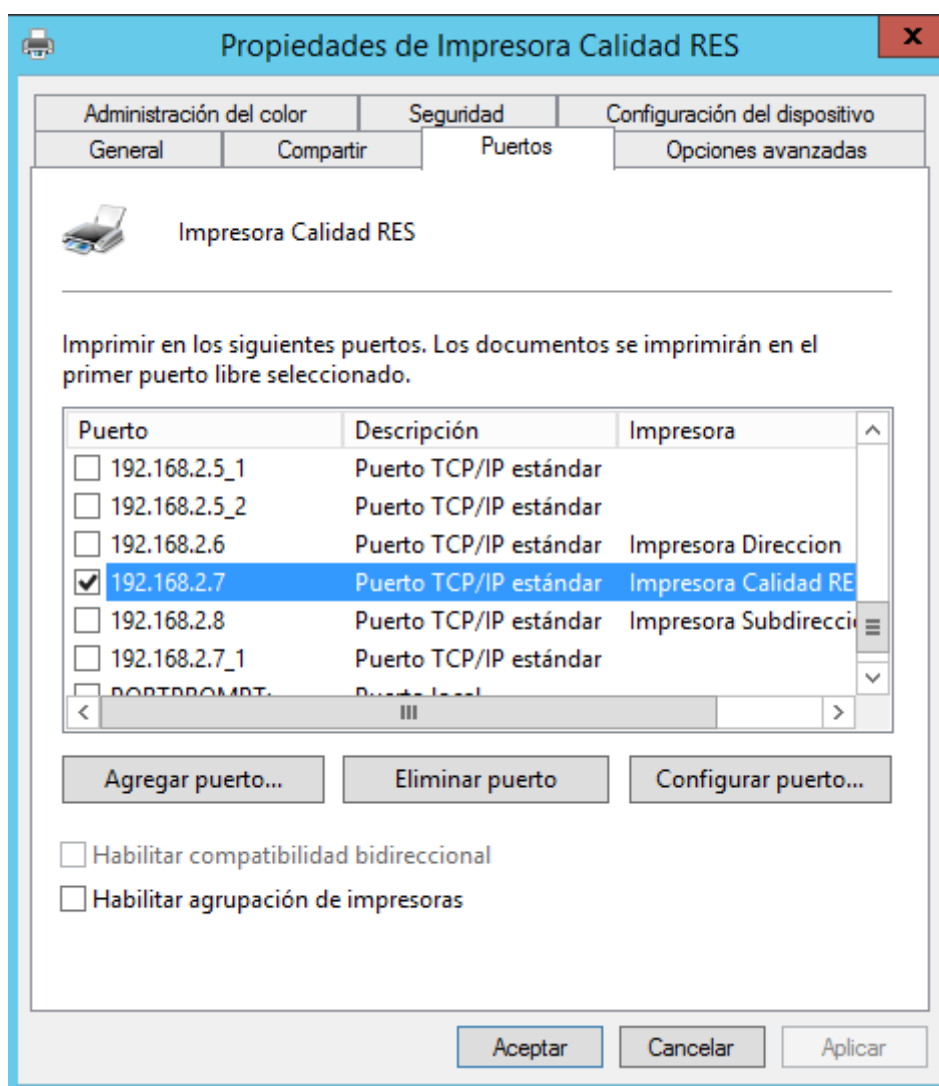 Propiedades de Impresora Calidad RES
x
Administración del color Seguridad Configuración del dispositivo
General Compartir Puertos Opciones avanzadas
Impresora Calidad RES
Imprimir en los siguientes puertos. Los documentos se imprimirán en el
primer puerto libre seleccionado.
Puerto Descripción Impresora
192.168.2.5_1 Puerto TCP/IP estándar
192.168.2.5_2 Puerto TCP/IP estándar
192.168.2.6 Puerto TCP/IP estándar Impresora Direccion
192.168.2.7 Puerto TCP/IP estándar Impresora Calidad RE
192.168.2.8 Puerto TCP/IP estándar Impresora Subdirecci
192.168.2.7_1 Puerto TCP/IP estándar
PORTPROMPT: Puerto local
Agregar puerto... Eliminar puerto Configurar puerto...
Habilitar compatibilidad bidireccional
Habilitar agrupación de impresoras
Aceptar Cancelar Aplicar